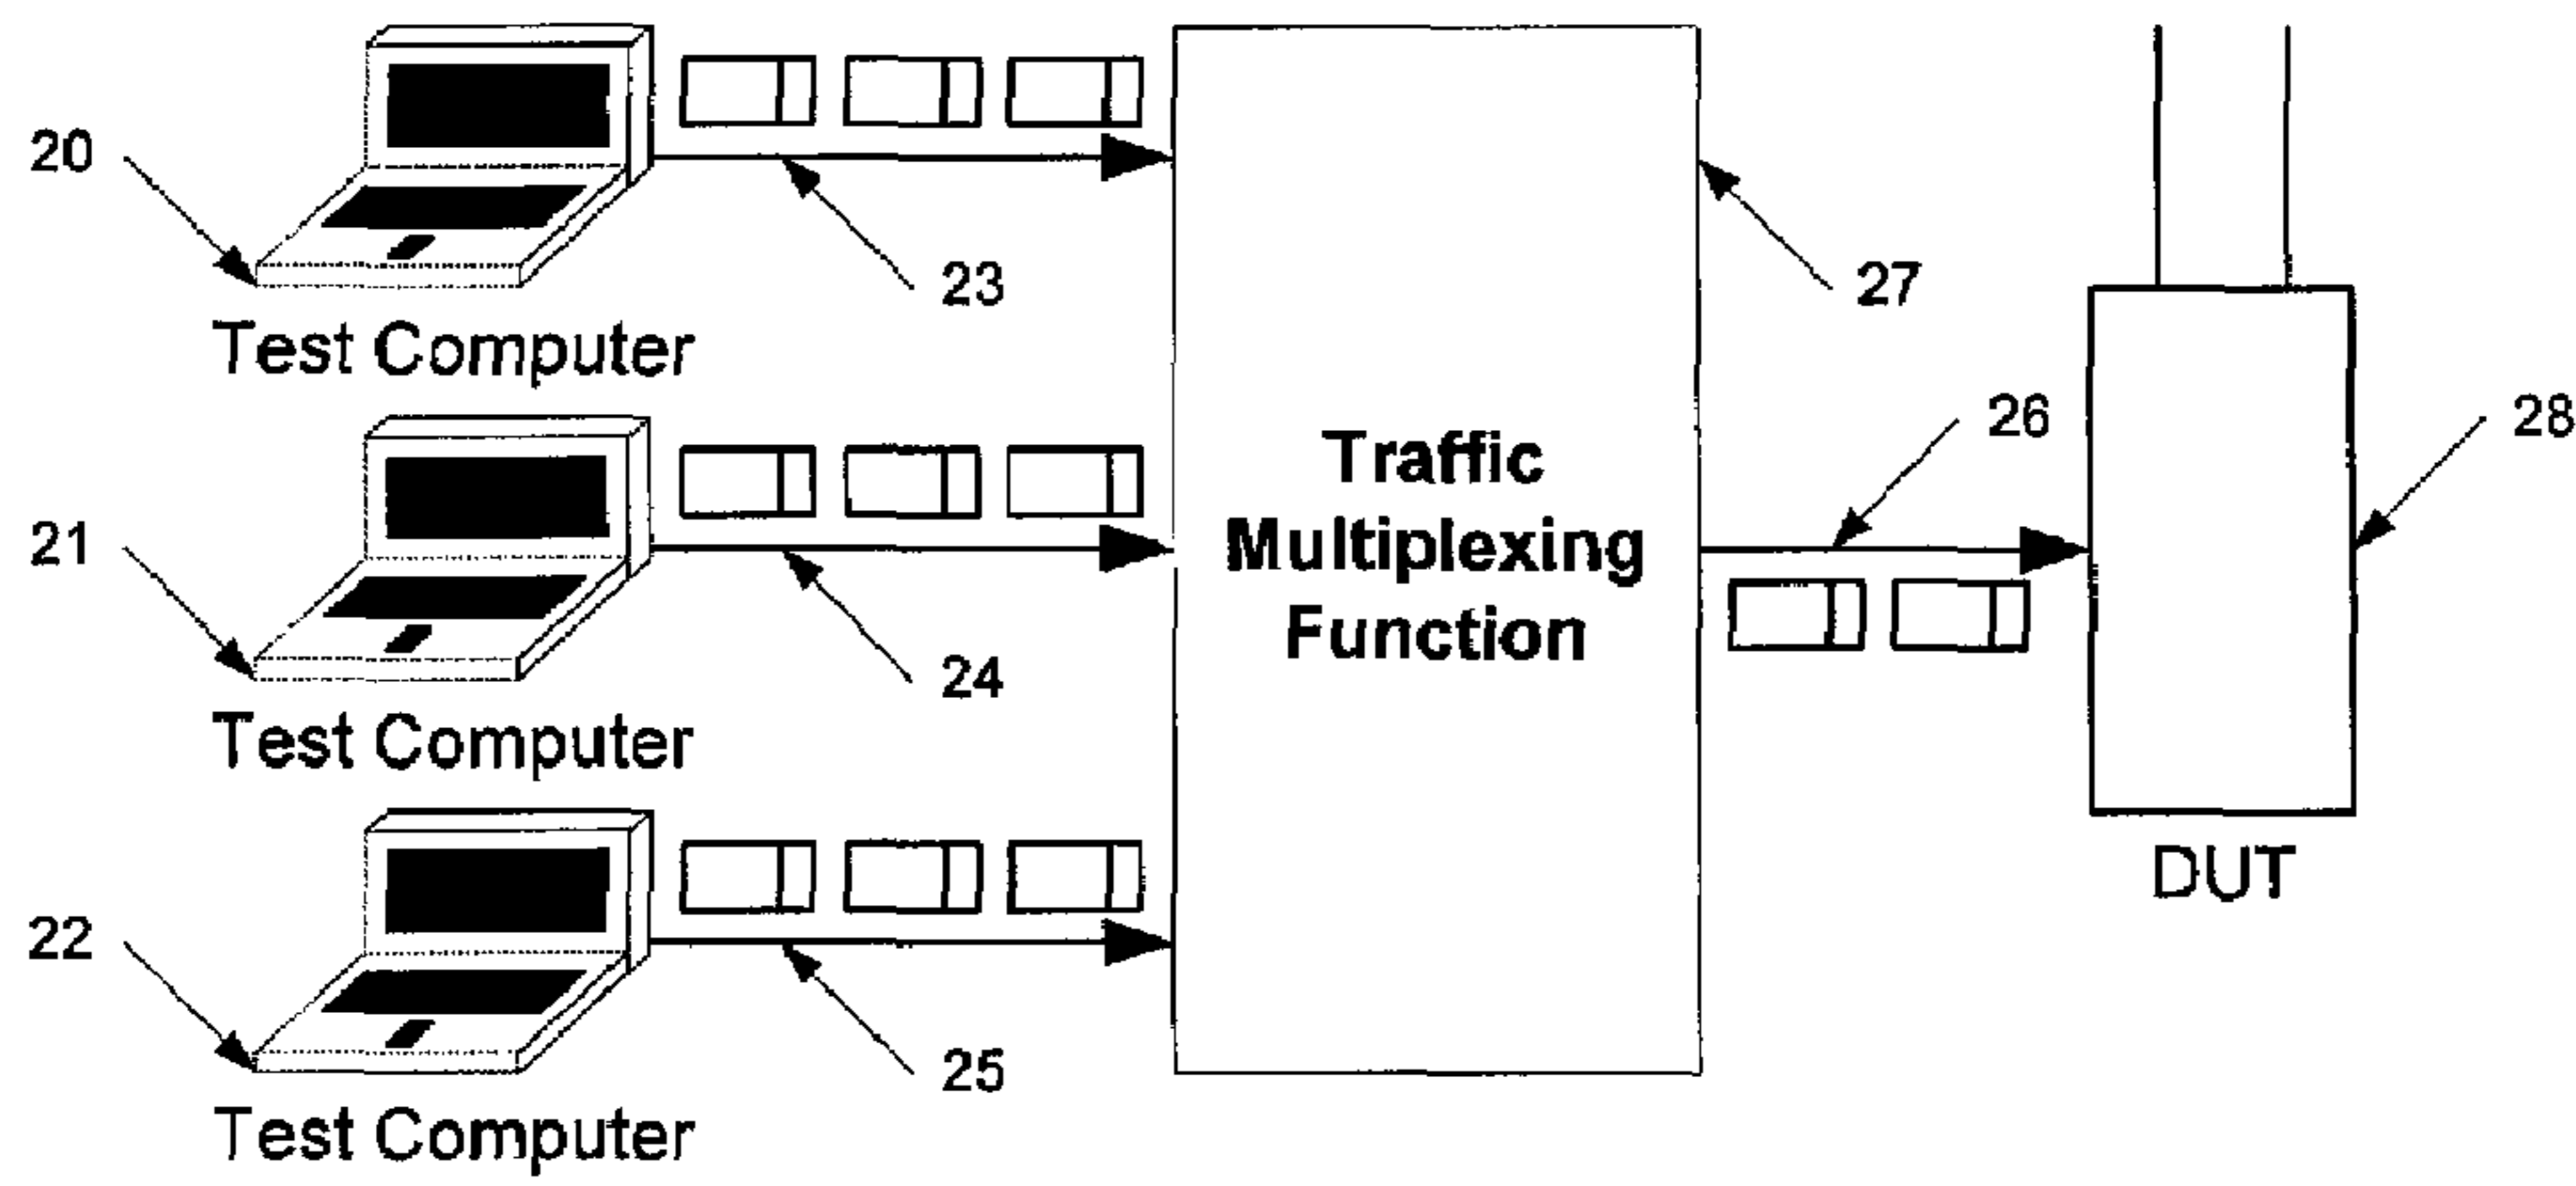 20
23
27
Test Computer
26
28
Traffic
Multiplexing
Function
21
24
Test Computer
DUT
22
25
Test Computer